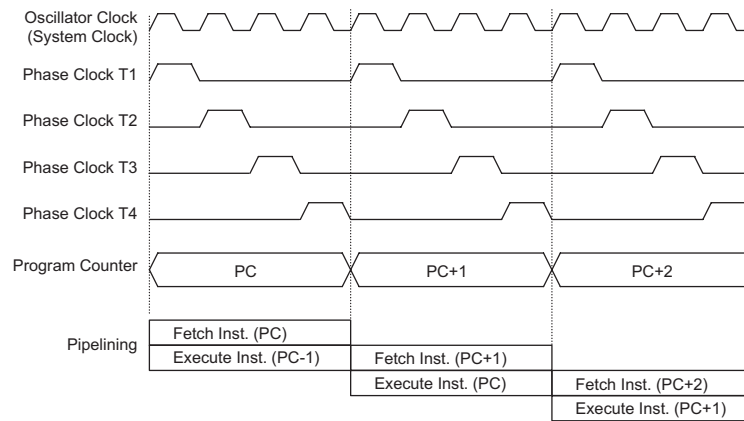 Oscillator Clock
(System Clock)
Phase Clock T1
Phase Clock T2
Phase Clock T3
Phase Clock T4
Program Counter
PC
PC+1
PC+2
Pipelining
Fetch Inst. (PC)
Execute Inst. (PC-1)
Fetch Inst. (PC+1)
Execute Inst. (PC)
Fetch Inst. (PC+2)
Execute Inst. (PC+1)